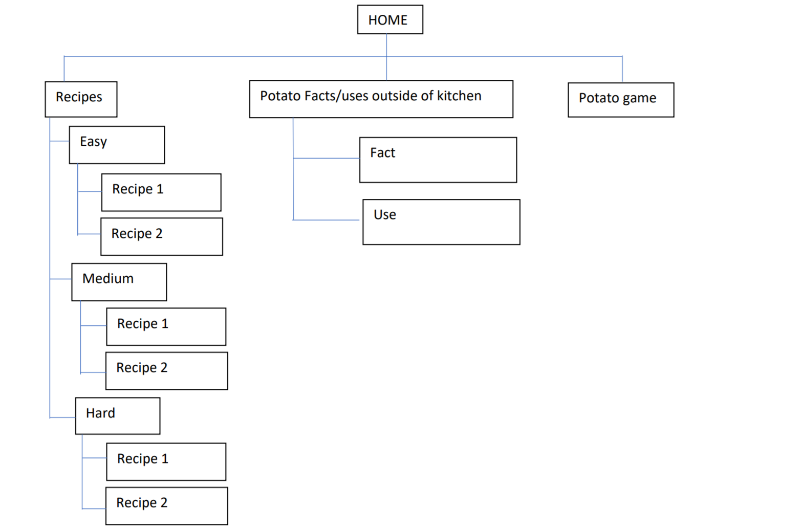 HOME
Recipes
Potato Facts/uses outside of kitchen
Potato game
Easy
Recipe 1
Recipe 2
Medium
Recipe 1
Recipe 2
Hard
Recipe 1
Recipe 2
Fact
Use